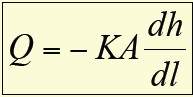 Q = − KA dh/dl